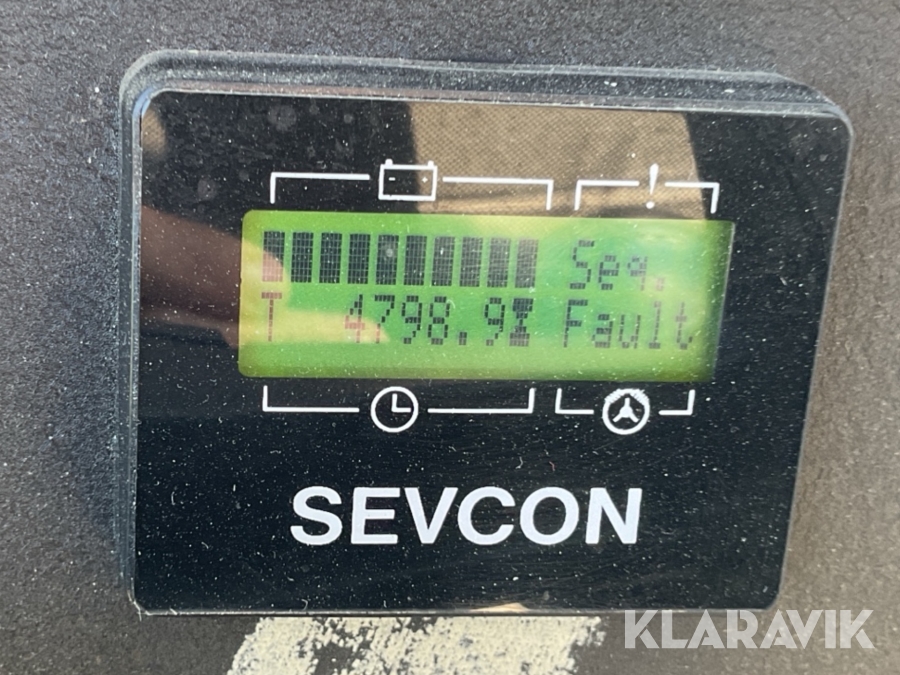 Seq.
T 4798.9 Fault
SEVCON
KLARAVIK